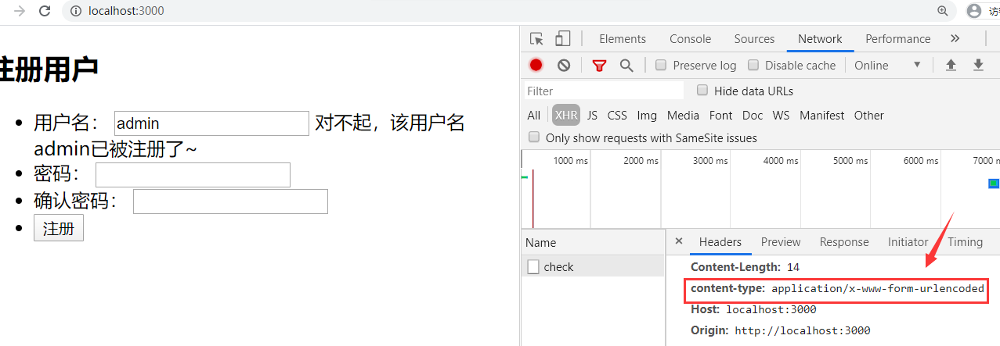 localhost:3000
访客
注册用户
Elements Console Sources Network Performance
Preserve log Disable cache Online
Filter Hide data URLs
All XHR JS CSS Img Media Font Doc WS Manifest Other
Only show requests with SameSite issues
1000 ms 2000 ms 3000 ms 4000 ms 5000 ms 6000 ms 7000 m
用户名： admin 对不起，该用户名
admin已被注册了~
密码：
确认密码：
注册
Name
check
Headers Preview Response Initiator Timing
Content-Length: 14
content-type: application/x-www-form-urlencoded
Host: localhost:3000
Origin: http://localhost:3000